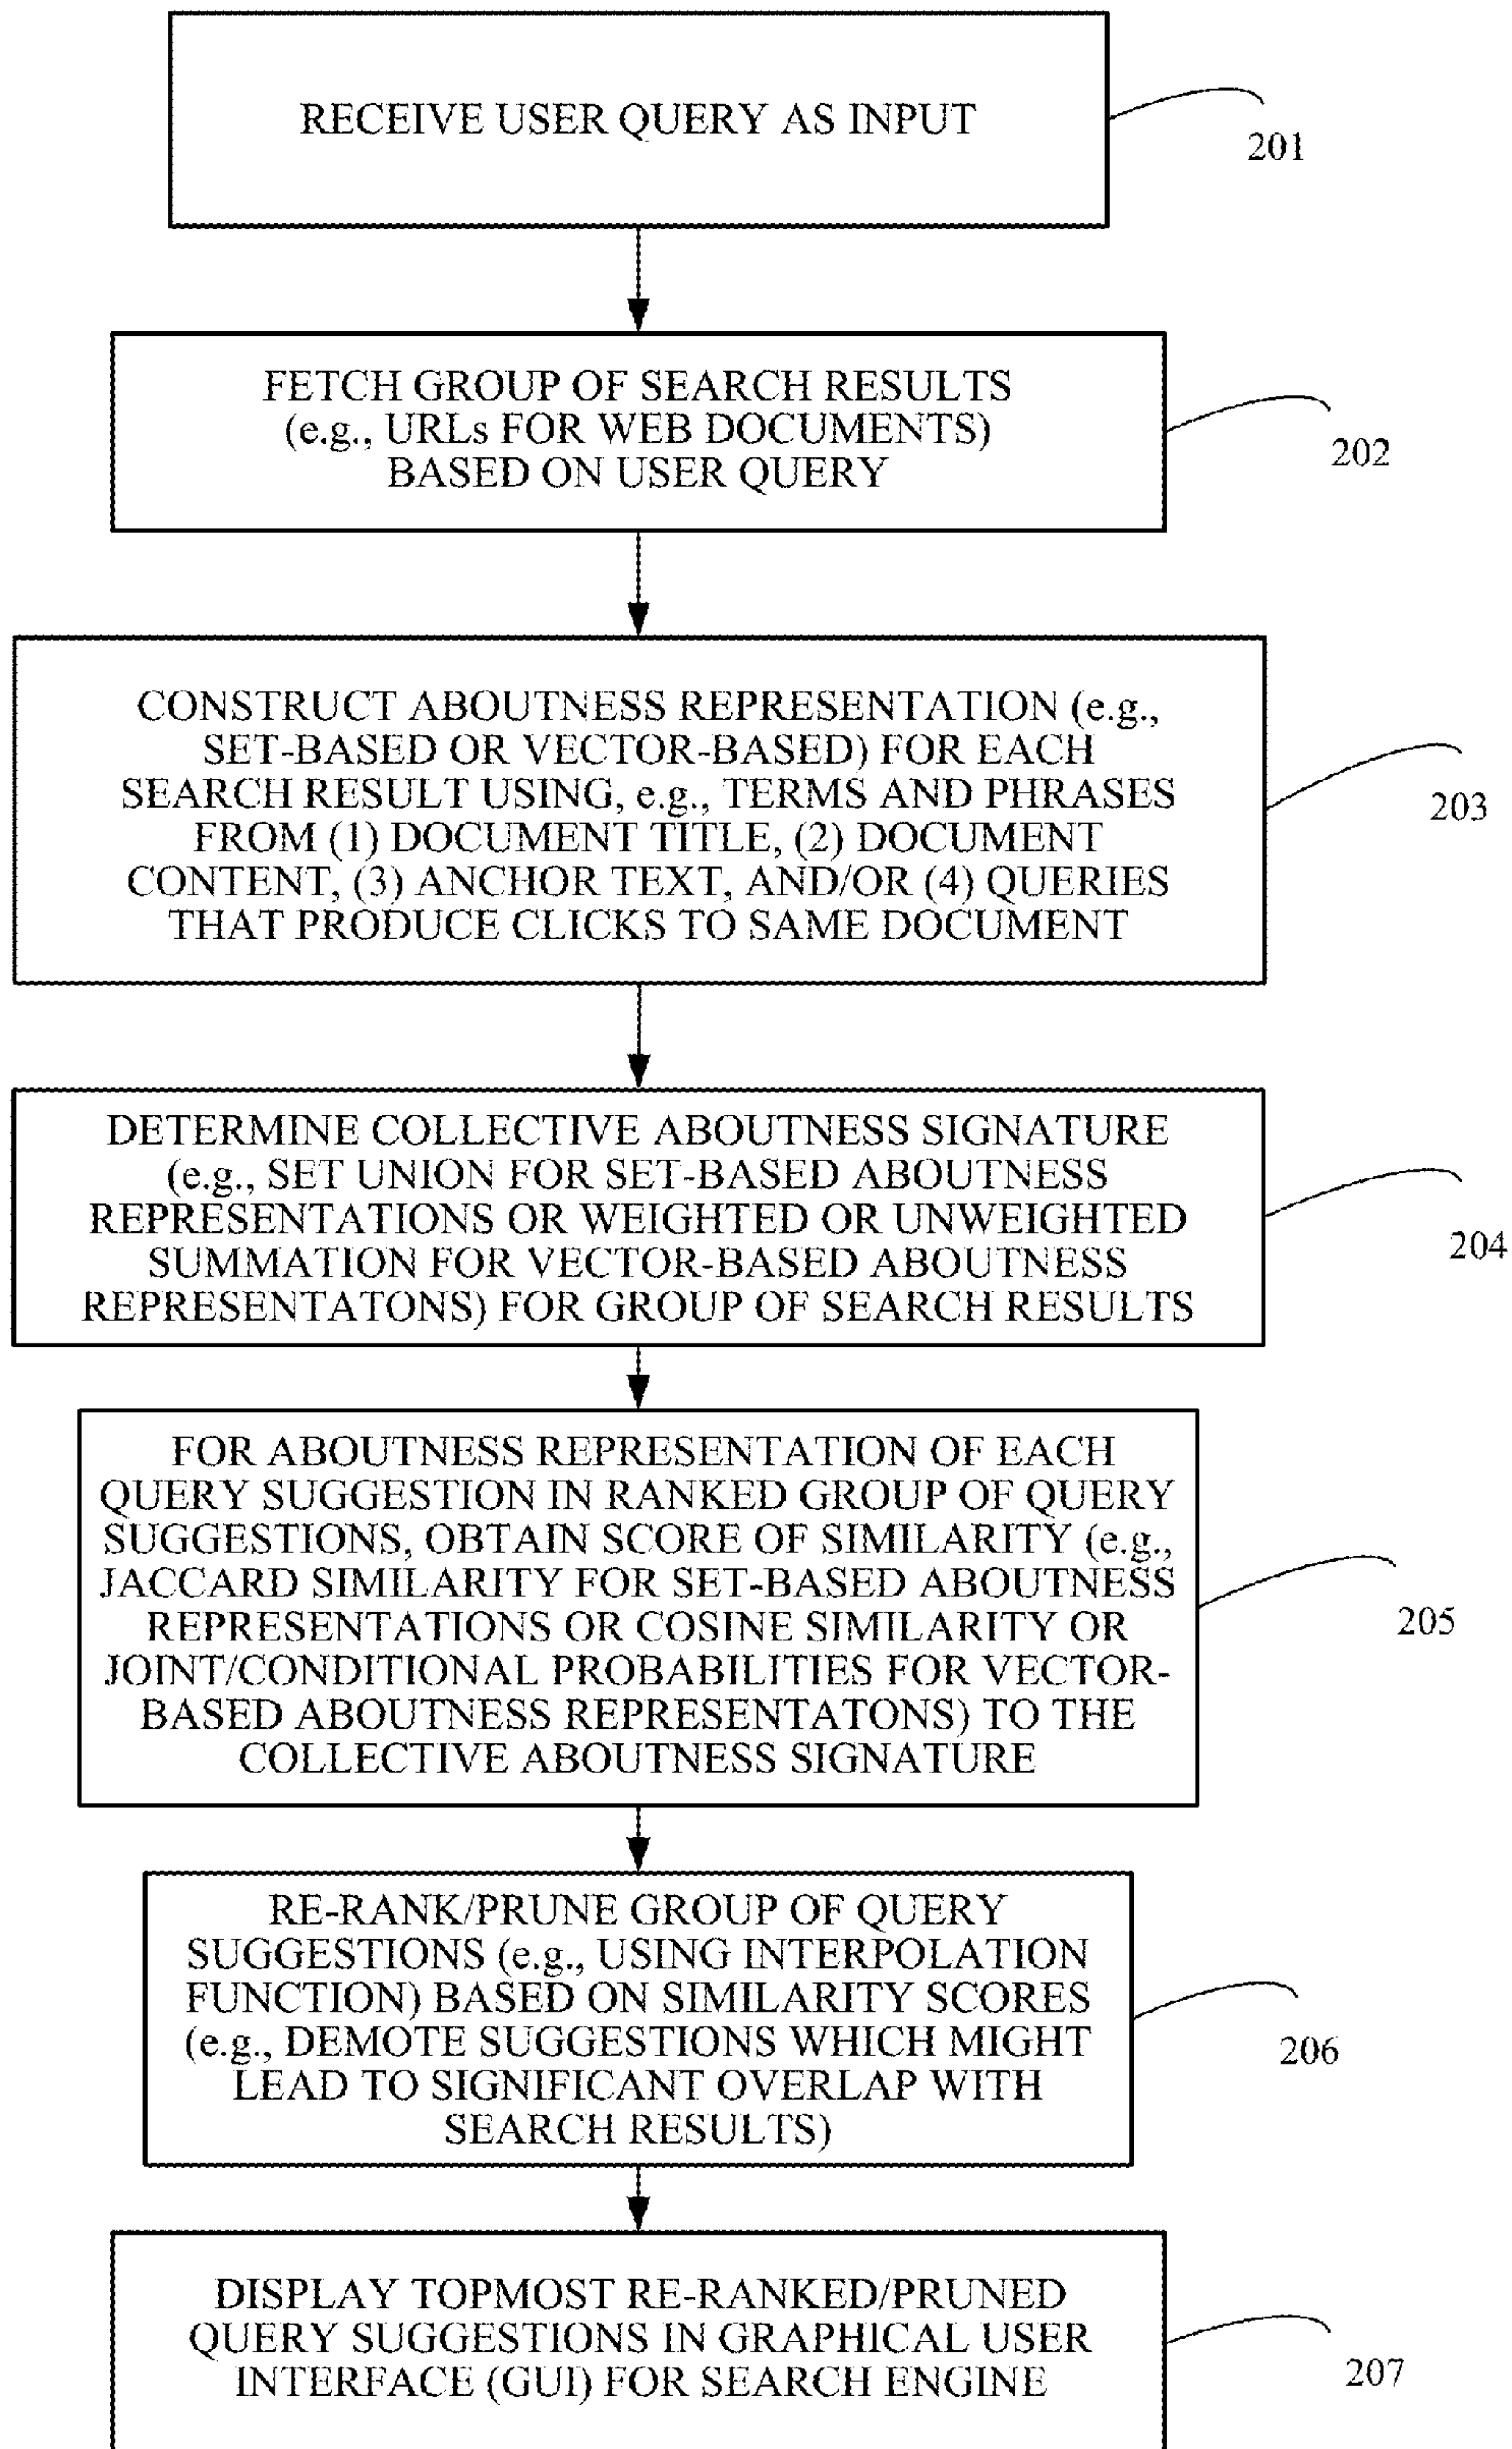 RECEIVE USER QUERY AS INPUT
201
FETCH GROUP OF SEARCH RESULTS
(e.g., URLs FOR WEB DOCUMENTS)
BASED ON USER QUERY
202
CONSTRUCT ABOUTNESS REPRESENTATION (e.g.,
SET-BASED OR VECTOR-BASED) FOR EACH
SEARCH RESULT USING, e.g., TERMS AND PHRASES
FROM (1) DOCUMENT TITLE, (2) DOCUMENT
CONTENT, (3) ANCHOR TEXT, AND/OR (4) QUERIES
THAT PRODUCE CLICKS TO SAME DOCUMENT
203
DETERMINE COLLECTIVE ABOUTNESS SIGNATURE
(e.g., SET UNION FOR SET-BASED ABOUTNESS
REPRESENTATIONS OR WEIGHTED OR UNWEIGHTED
SUMMATION FOR VECTOR-BASED ABOUTNESS
REPRESENTATONS) FOR GROUP OF SEARCH RESULTS
204
FOR ABOUTNESS REPRESENTATION OF EACH
QUERY SUGGESTION IN RANKED GROUP OF QUERY
SUGGESTIONS, OBTAIN SCORE OF SIMILARITY (e.g.,
JACCARD SIMILARITY FOR SET-BASED ABOUTNESS
REPRESENTATIONS OR COSINE SIMILARITY OR
JOINT/CONDITIONAL PROBABILITIES FOR VECTOR-
BASED ABOUTNESS REPRESENTATONS) TO THE
COLLECTIVE ABOUTNESS SIGNATURE
205
RE-RANK/PRUNE GROUP OF QUERY
SUGGESTIONS (e.g., USING INTERPOLATION
FUNCTION) BASED ON SIMILARITY SCORES
(e.g., DEMOTE SUGGESTIONS WHICH MIGHT
LEAD TO SIGNIFICANT OVERLAP WITH
SEARCH RESULTS)
206
DISPLAY TOPMOST RE-RANKED/PRUNED
QUERY SUGGESTIONS IN GRAPHICAL USER
INTERFACE (GUI) FOR SEARCH ENGINE
207